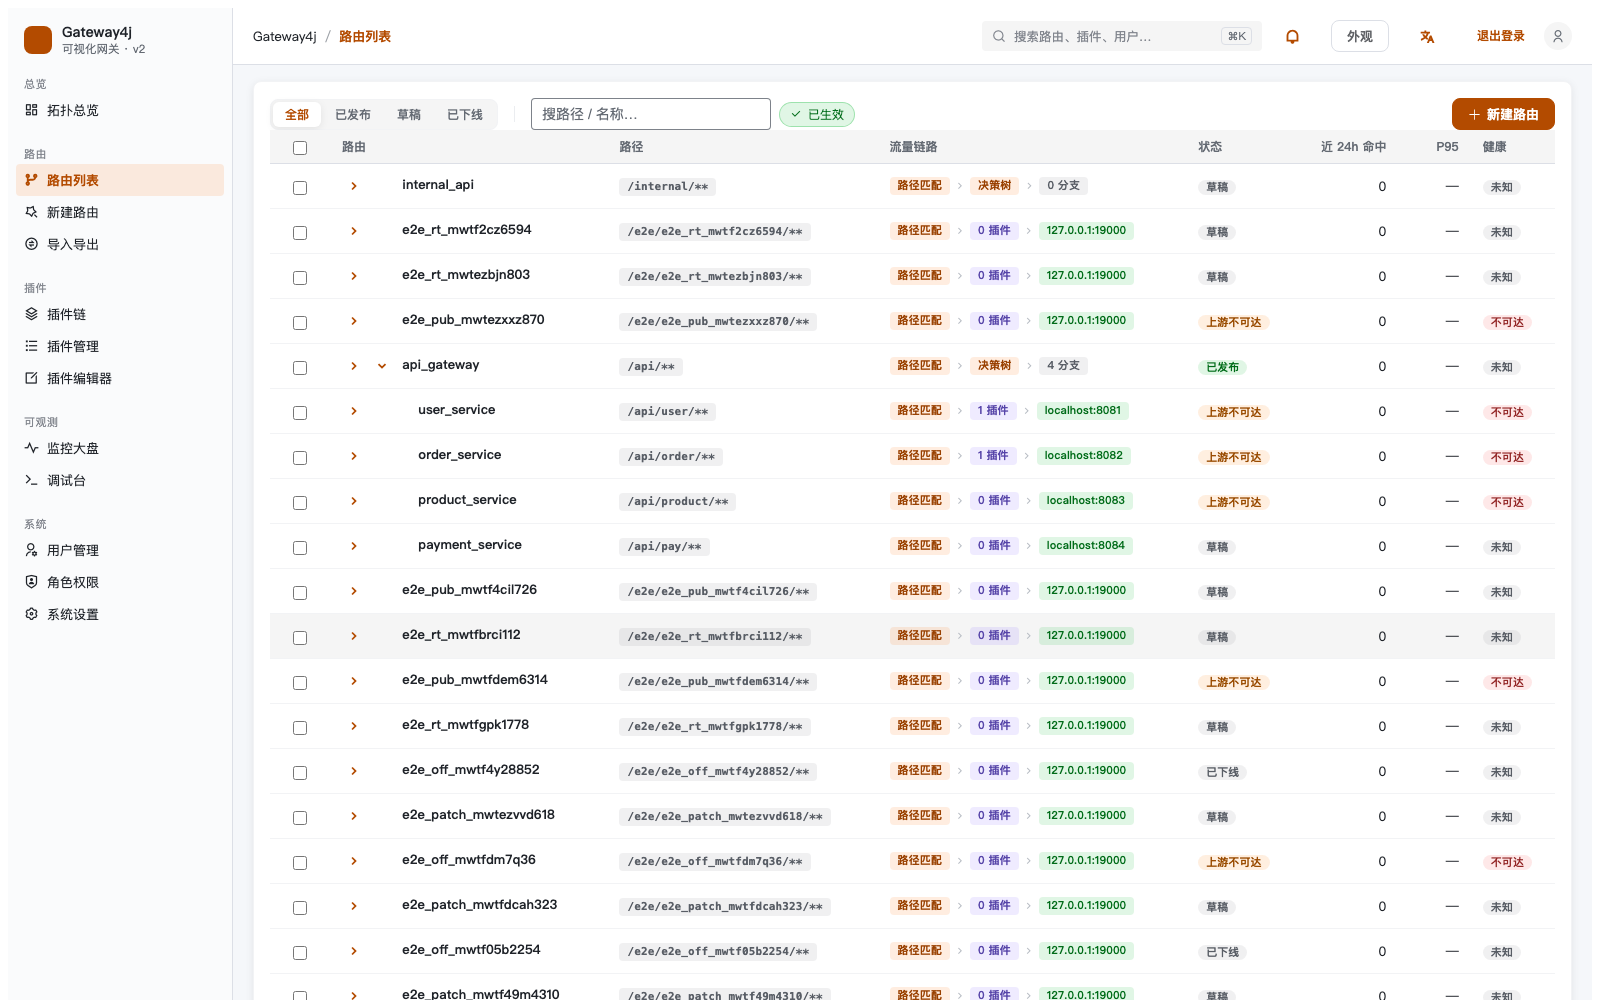 Gateway4j
可视化网关 · v2
总览
拓扑总览
路由
路由列表
新建路由
导入导出
插件
插件链
插件管理
插件编辑器
可观测
监控大盘
调试台
系统
用户管理
角色权限
系统设置
Gateway4j / 路由列表
搜索路由、插件、用户... ⌘K
外观
退出登录
全部 已发布 草稿 已下线
搜路径 / 名称...
已生效
新建路由
路由 路径 流量链路 状态 近 24h 命中 P95 健康
internal_api /internal/** 路径匹配 › 决策树 › 0 分支 草稿 0 — 未知
e2e_rt_mwtf2cz6594 /e2e/e2e_rt_mwtf2cz6594/** 路径匹配 › 0 插件 › 127.0.0.1:19000 草稿 0 — 未知
e2e_rt_mwtezbjn803 /e2e/e2e_rt_mwtezbjn803/** 路径匹配 › 0 插件 › 127.0.0.1:19000 草稿 0 — 未知
e2e_pub_mwtezxxz870 /e2e/e2e_pub_mwtezxxz870/** 路径匹配 › 0 插件 › 127.0.0.1:19000 上游不可达 0 — 不可达
api_gateway /api/** 路径匹配 › 决策树 › 4 分支 已发布 0 — 未知
user_service /api/user/** 路径匹配 › 1 插件 › localhost:8081 上游不可达 0 — 不可达
order_service /api/order/** 路径匹配 › 1 插件 › localhost:8082 上游不可达 0 — 不可达
product_service /api/product/** 路径匹配 › 0 插件 › localhost:8083 上游不可达 0 — 不可达
payment_service /api/pay/** 路径匹配 › 0 插件 › localhost:8084 草稿 0 — 未知
e2e_pub_mwtf4cil726 /e2e/e2e_pub_mwtf4cil726/** 路径匹配 › 0 插件 › 127.0.0.1:19000 草稿 0 — 未知
e2e_rt_mwtfbrci112 /e2e/e2e_rt_mwtfbrci112/** 路径匹配 › 0 插件 › 127.0.0.1:19000 草稿 0 — 未知
e2e_pub_mwtfdem6314 /e2e/e2e_pub_mwtfdem6314/** 路径匹配 › 0 插件 › 127.0.0.1:19000 上游不可达 0 — 不可达
e2e_rt_mwtfgpk1778 /e2e/e2e_rt_mwtfgpk1778/** 路径匹配 › 0 插件 › 127.0.0.1:19000 草稿 0 — 未知
e2e_off_mwtf4y28852 /e2e/e2e_off_mwtf4y28852/** 路径匹配 › 0 插件 › 127.0.0.1:19000 已下线 0 — 未知
e2e_patch_mwtezvvd618 /e2e/e2e_patch_mwtezvvd618/** 路径匹配 › 0 插件 › 127.0.0.1:19000 草稿 0 — 未知
e2e_off_mwtfdm7q36 /e2e/e2e_off_mwtfdm7q36/** 路径匹配 › 0 插件 › 127.0.0.1:19000 上游不可达 0 — 不可达
e2e_patch_mwtfdcah323 /e2e/e2e_patch_mwtfdcah323/** 路径匹配 › 0 插件 › 127.0.0.1:19000 草稿 0 — 未知
e2e_off_mwtf05b2254 /e2e/e2e_off_mwtf05b2254/** 路径匹配 › 0 插件 › 127.0.0.1:19000 已下线 0 — 未知
e2e_patch_mwtf49m4310 /e2e/e2e_patch_mwtf49m4310/** 路径匹配 › 0 插件 › 127.0.0.1:19000 草稿 0 — 未知